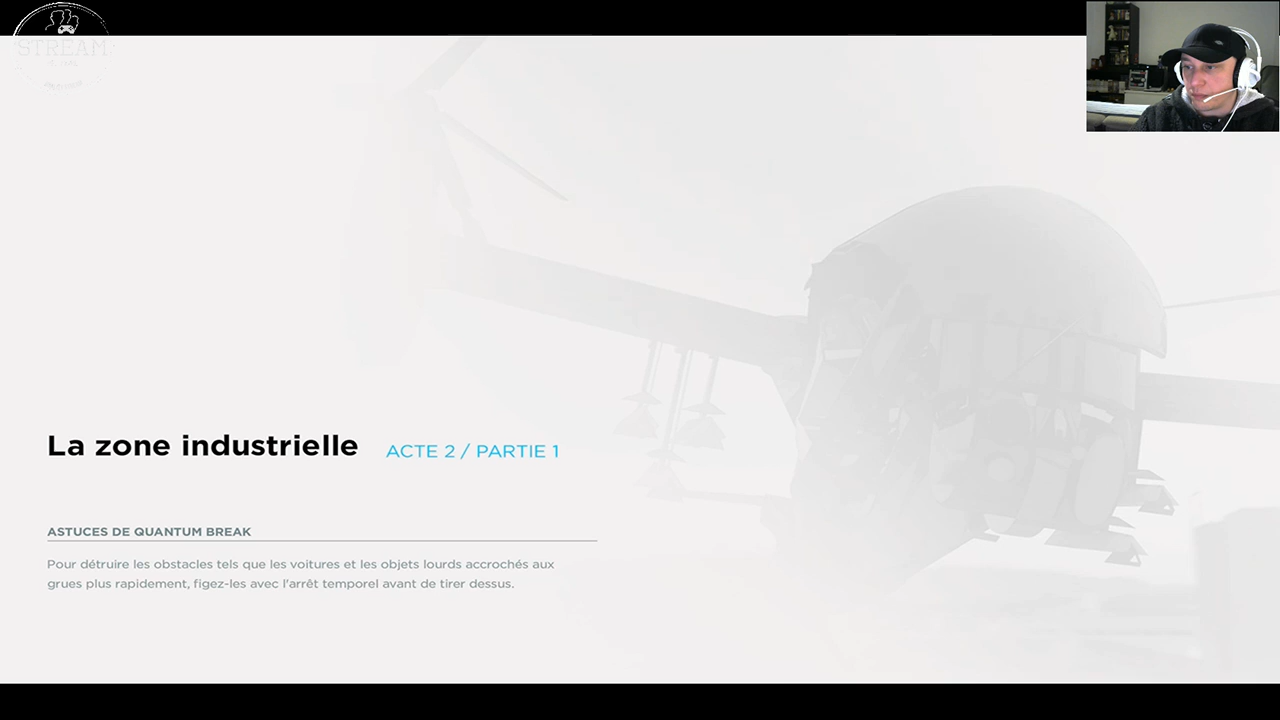 STREAM
La zone industrielle ACTE 2 / PARTIE 1
ASTUCES DE QUANTUM BREAK
Pour détruire les obstacles tels que les voitures et les objets lourds accrochés aux
grues plus rapidement, figez-les avec l'arrêt temporel avant de tirer dessus.